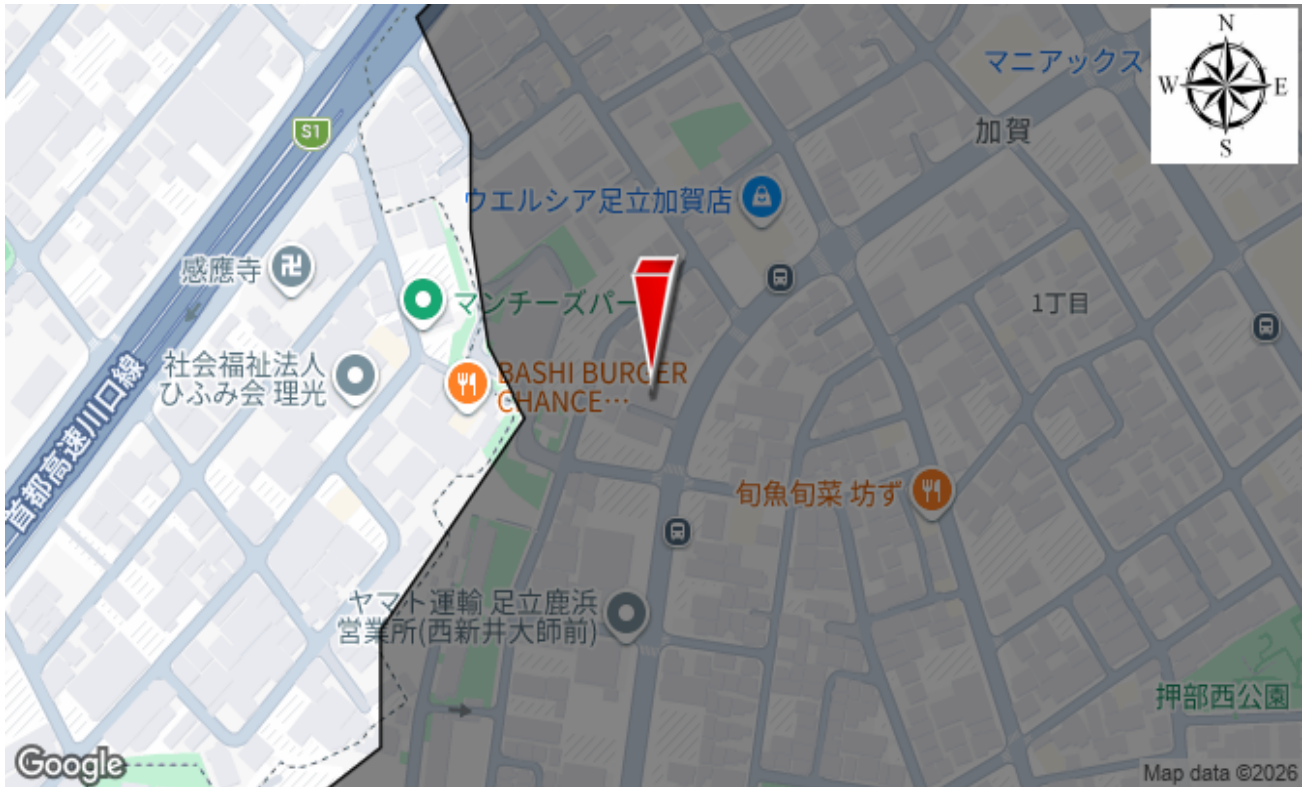 N
マニアックス
W
E
加賀
S1
S
ウエルシア足立加賀店
感應寺
卍
マンチーズパー
1丁目
社会福祉法人
ひふみ会 理光
BASHI BURGER
CHANCE…
首都高速川口線
旬魚旬菜 坊ず
ヤマト運輸 足立鹿浜
営業所(西新井大師前)
押部西公園
Google
Map data ©2026